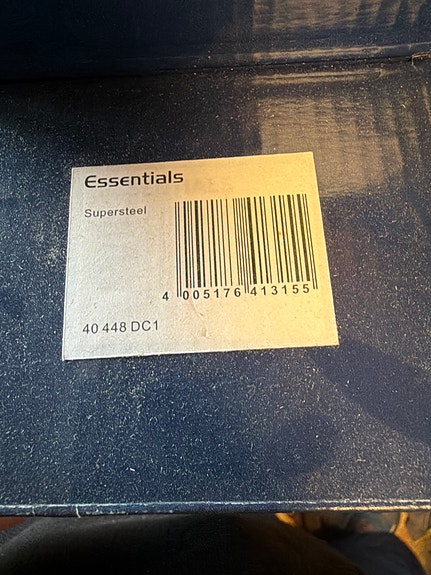 Essentials
Supersteel
4 005176 413155
40 448 DC1